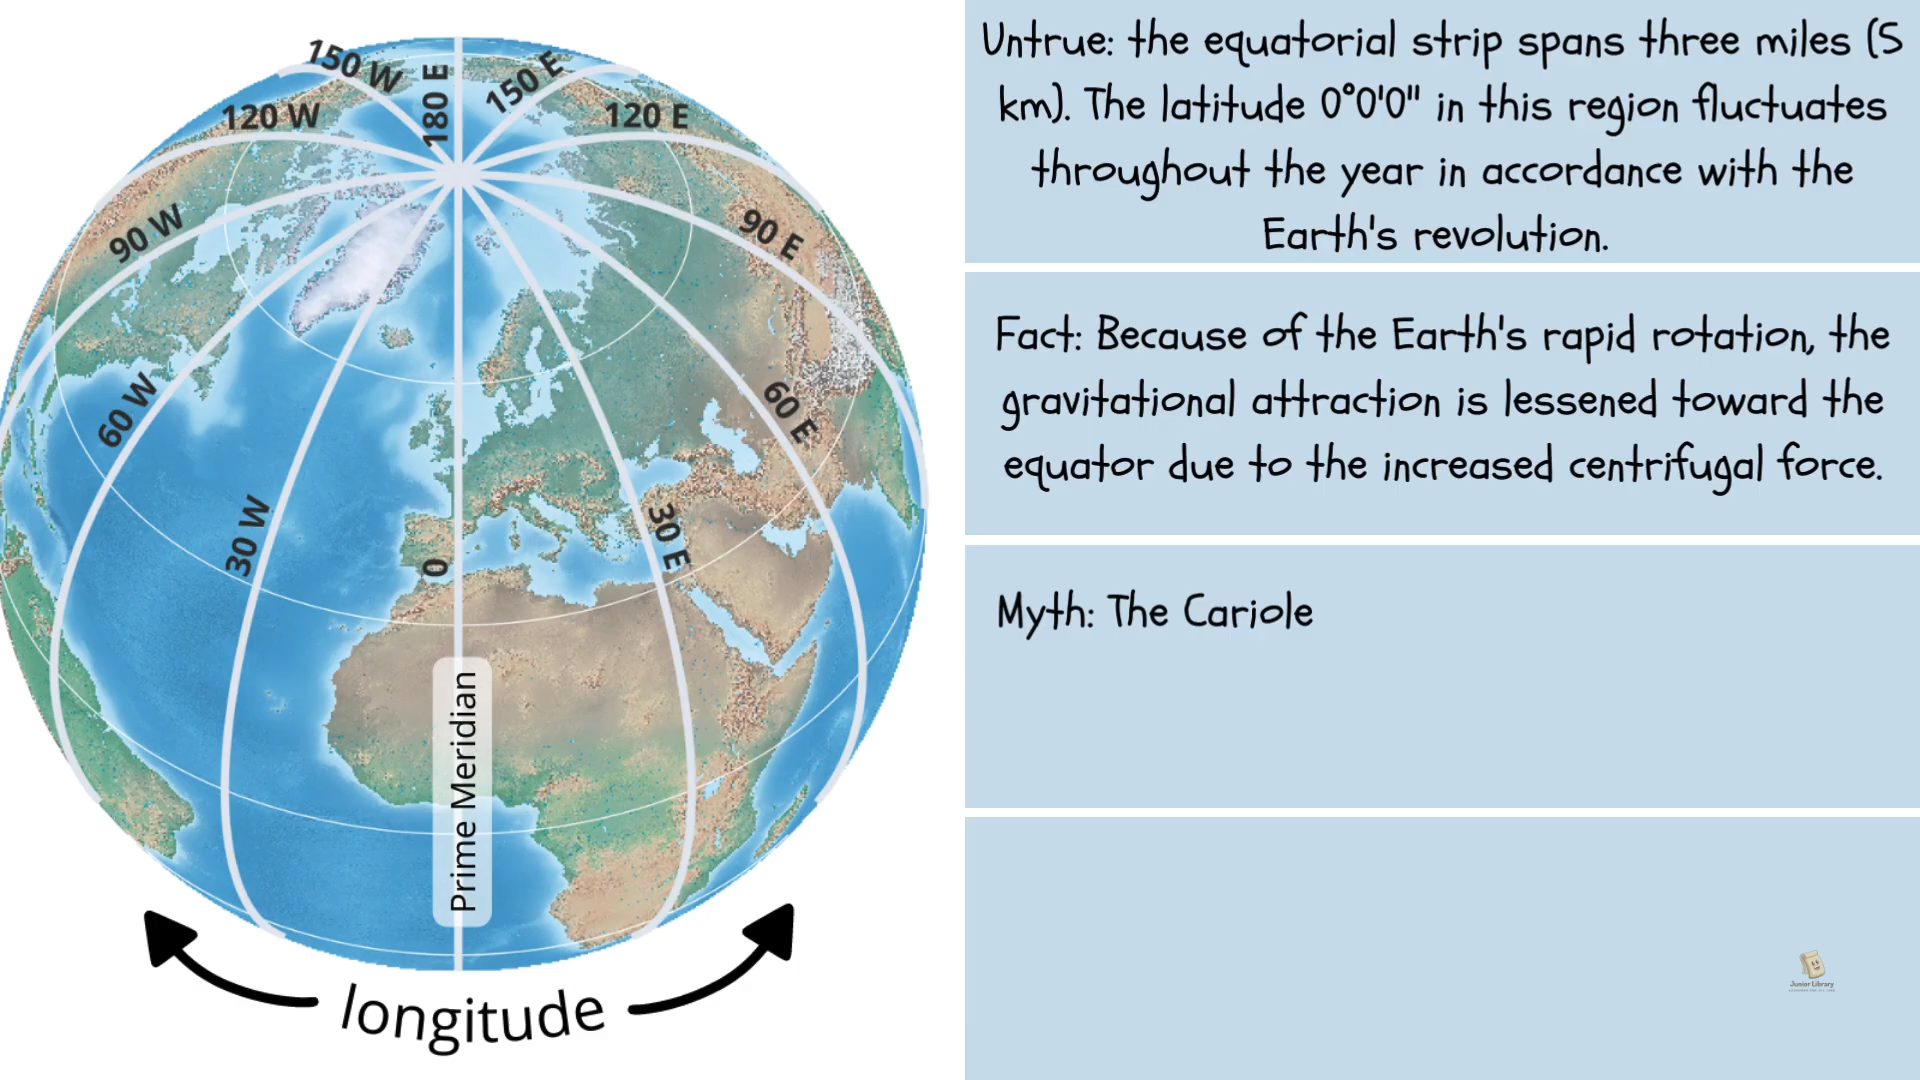 150 W
180 E
150 E
120 W
120 E
90 W
90 E
60 W
60 E
30 W
30 E
0
Prime Meridian
longitude
Untrue: the equatorial strip spans three miles (5
km). The latitude 0°0'0" in this region fluctuates
throughout the year in accordance with the
Earth's revolution.
Fact: Because of the Earth's rapid rotation, the
gravitational attraction is lessened toward the
equator due to the increased centrifugal force.
Myth: The Cariole
Junior Library